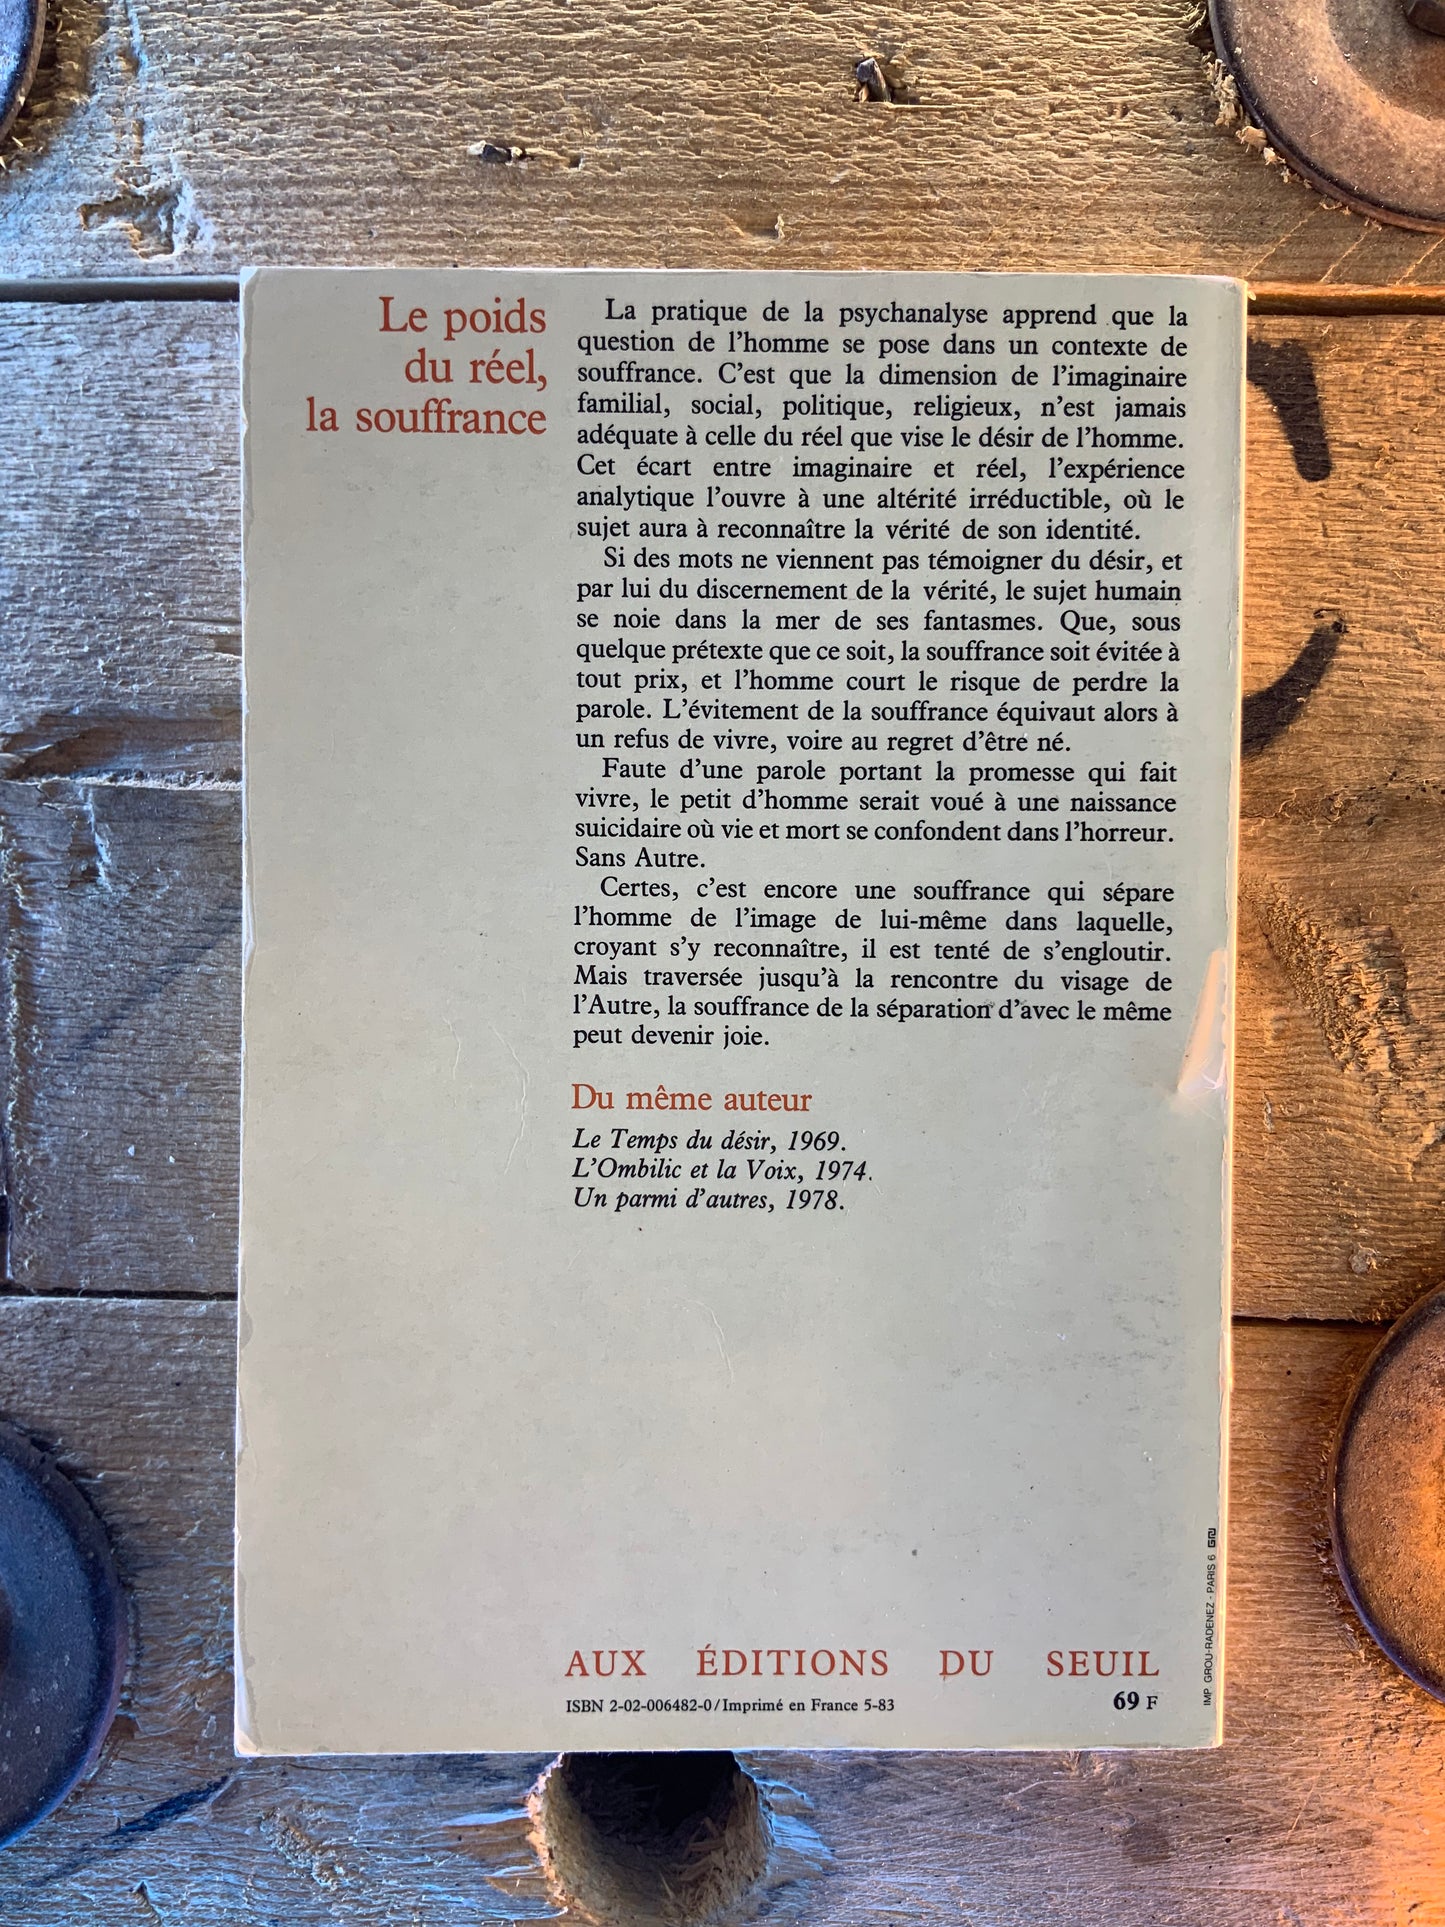 Le poids
du réel,
la souffrance
La pratique de la psychanalyse apprend que la
question de l'homme se pose dans un contexte de
souffrance. C'est que la dimension de l'imaginaire
familial, social, politique, religieux, n'est jamais
adéquate à celle du réel que vise le désir de l'homme.
Cet écart entre imaginaire et réel, l'expérience
analytique l'ouvre à une altérité irréductible, où le
sujet aura à reconnaître la vérité de son identité.
Si des mots ne viennent pas témoigner du désir, et
par lui du discernement de la vérité, le sujet humain
se noie dans la mer de ses fantasmes. Que, sous
quelque prétexte que ce soit, la souffrance soit évitée à
tout prix, et l'homme court le risque de perdre la
parole. L'évitement de la souffrance équivaut alors à
un refus de vivre, voire au regret d'être né.
Faute d'une parole portant la promesse qui fait
vivre, le petit d'homme serait voué à une naissance
suicidaire où vie et mort se confondent dans l'horreur.
Sans Autre.
Certes, c'est encore une souffrance qui sépare
l'homme de l'image de lui-même dans laquelle,
croyant s'y reconnaître, il est tenté de s'engloutir.
Mais traversée jusqu'à la rencontre du visage de
l'Autre, la souffrance de la séparation d'avec le même
peut devenir joie.
Du même auteur
Le Temps du désir, 1969.
L'Ombilic et la Voix, 1974.
Un parmi d'autres, 1978.
AUX ÉDITIONS DU SEUIL
ISBN 2-02-006482-0/Imprimé en France 5-83
69 F
IMP. GROU-RADENEZ - PARIS 6